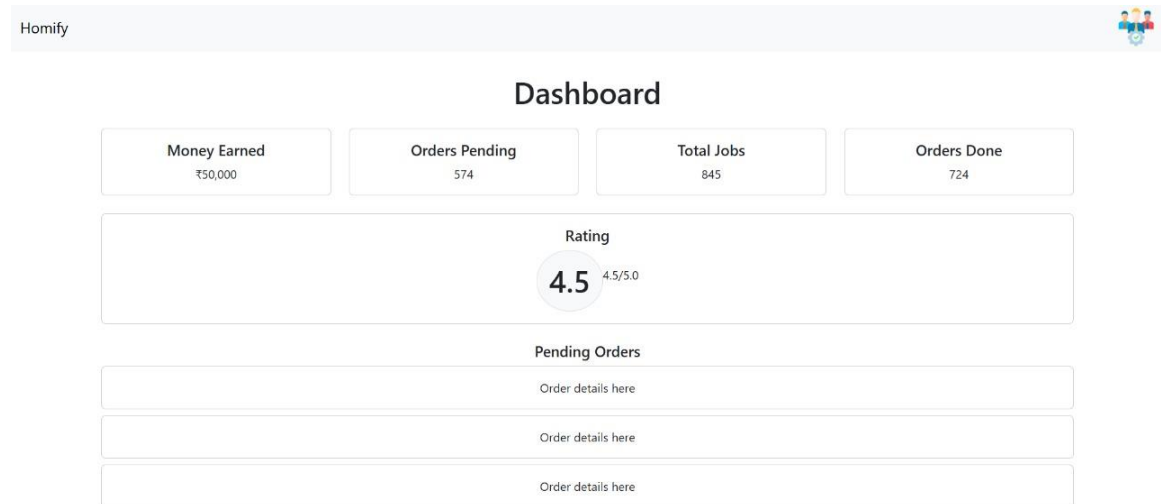 Homify
Dashboard
Money Earned
₹50,000
Orders Pending
574
Total Jobs
845
Orders Done
724
Rating
4.5
4.5/5.0
Pending Orders
Order details here
Order details here
Order details here